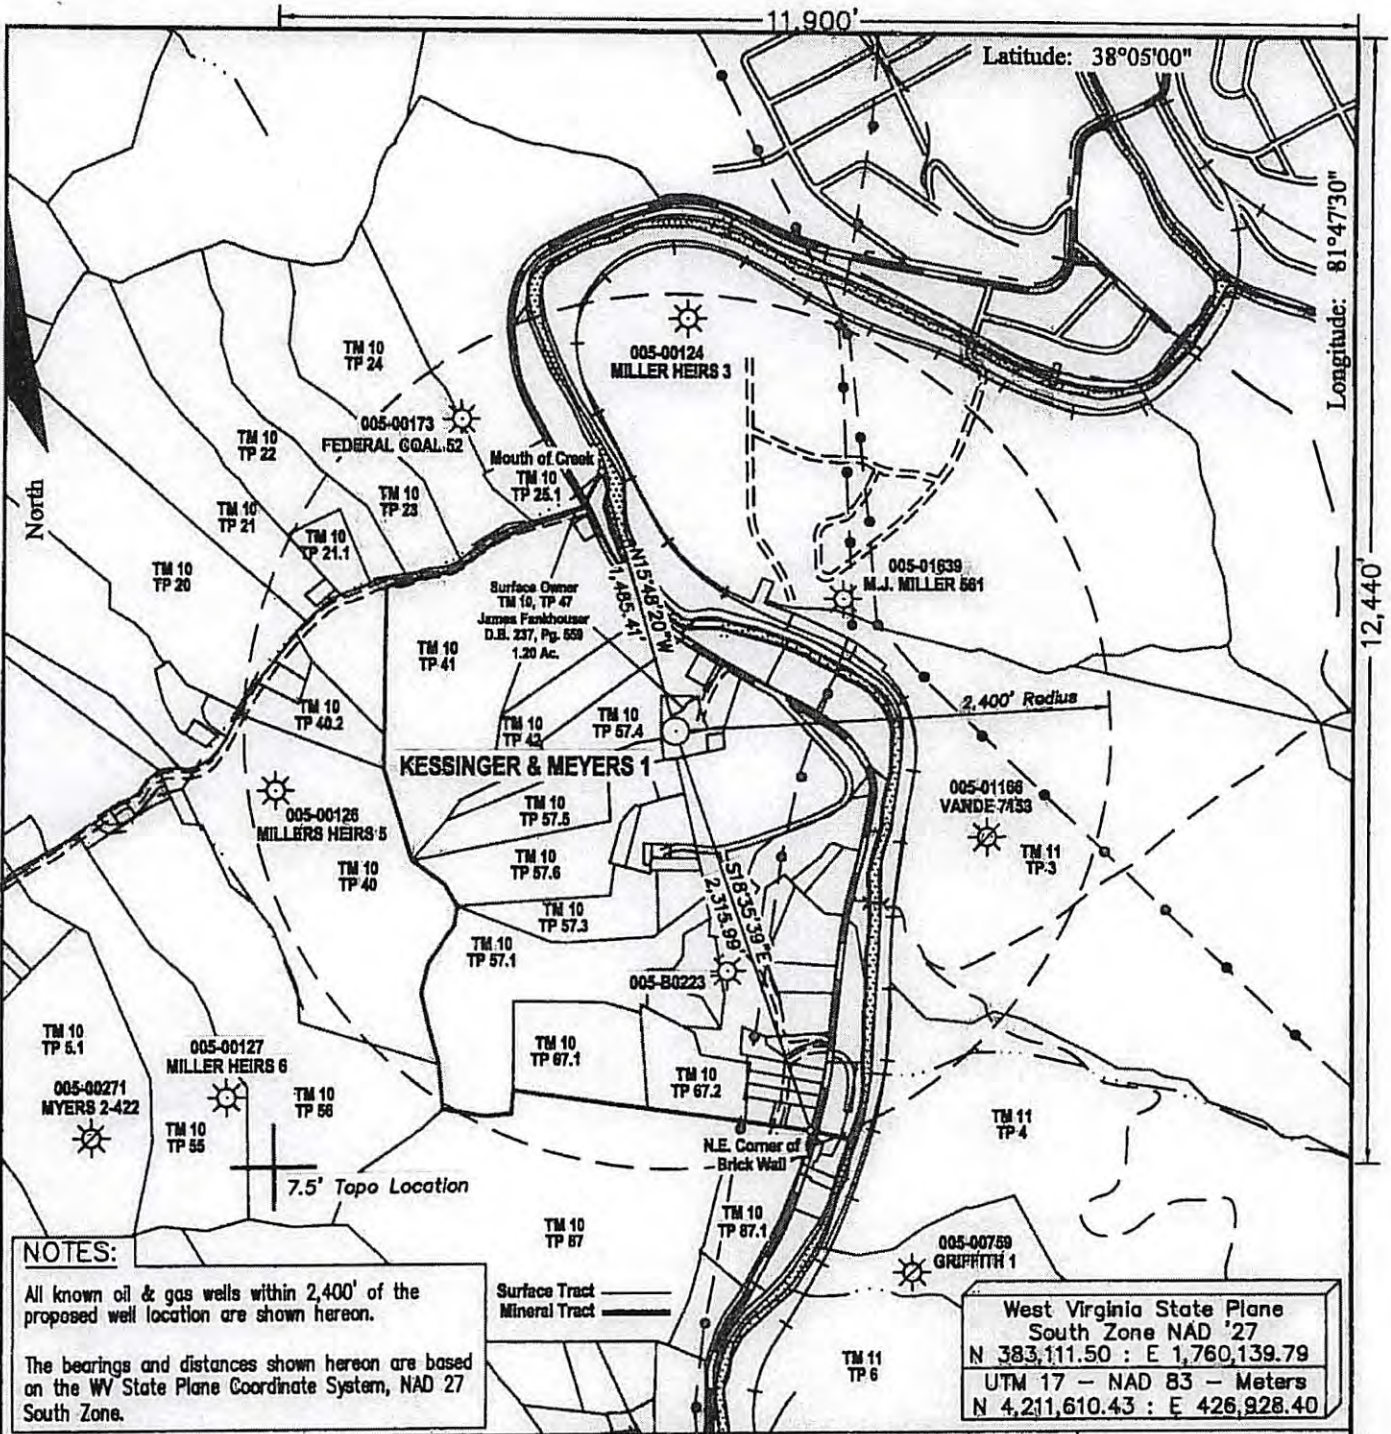 11,900'
Latitude: 38°05'00"
Longitude: 81°47'30"
12,440'
North
005-00124
MILLER HEIRS 3
TM 10
TP 24
005-00173
FEDERAL COAL 52
TM 10
TP 22
Mouth of Creek
TM 10
TP 25.1
TM 10
TP 23
TM 10
TP 21
TM 10
TP 21.1
TM 10
TP 20
N15°48'20"W
1,485.41'
005-01639
M.J. MILLER 561
Surface Owner
TM 10, TP 47
James Fankhouser
D.B. 237, Pg. 559
1.20 Ac.
TM 10
TP 41
2,400' Radius
TM 10
TP 40.2
TM 10
TP 42
TM 10
TP 57.4
KESSINGER & MEYERS 1
005-00126
MILLERS HEIRS 5
TM 10
TP 57.5
005-01166
VANDE 7153
TM 11
TP 3
TM 10
TP 40
TM 10
TP 57.6
S18°35'39"E
2,315.99'
TM 10
TP 57.3
TM 10
TP 57.1
005-B0223
TM 10
TP 5.1
005-00127
MILLER HEIRS 6
TM 10
TP 67.1
005-00271
MYERS 2-422
TM 10
TP 56
TM 10
TP 67.2
TM 10
TP 55
TM 11
TP 4
N.E. Corner of
Brick Wall
7.5' Topo Location
TM 10
TP 87
TM 10
TP 87.1
005-00759
GRIFFITH 1
NOTES:
All known oil & gas wells within 2,400' of the
proposed well location are shown hereon.
The bearings and distances shown hereon are based
on the WV State Plane Coordinate System, NAD 27
South Zone.
Surface Tract
Mineral Tract
TM 11
TP 6
West Virginia State Plane
South Zone NAD '27
N 383,111.50 : E 1,760,139.79
UTM 17 - NAD 83 - Meters
N 4,211,610.43 : E 426,928.40